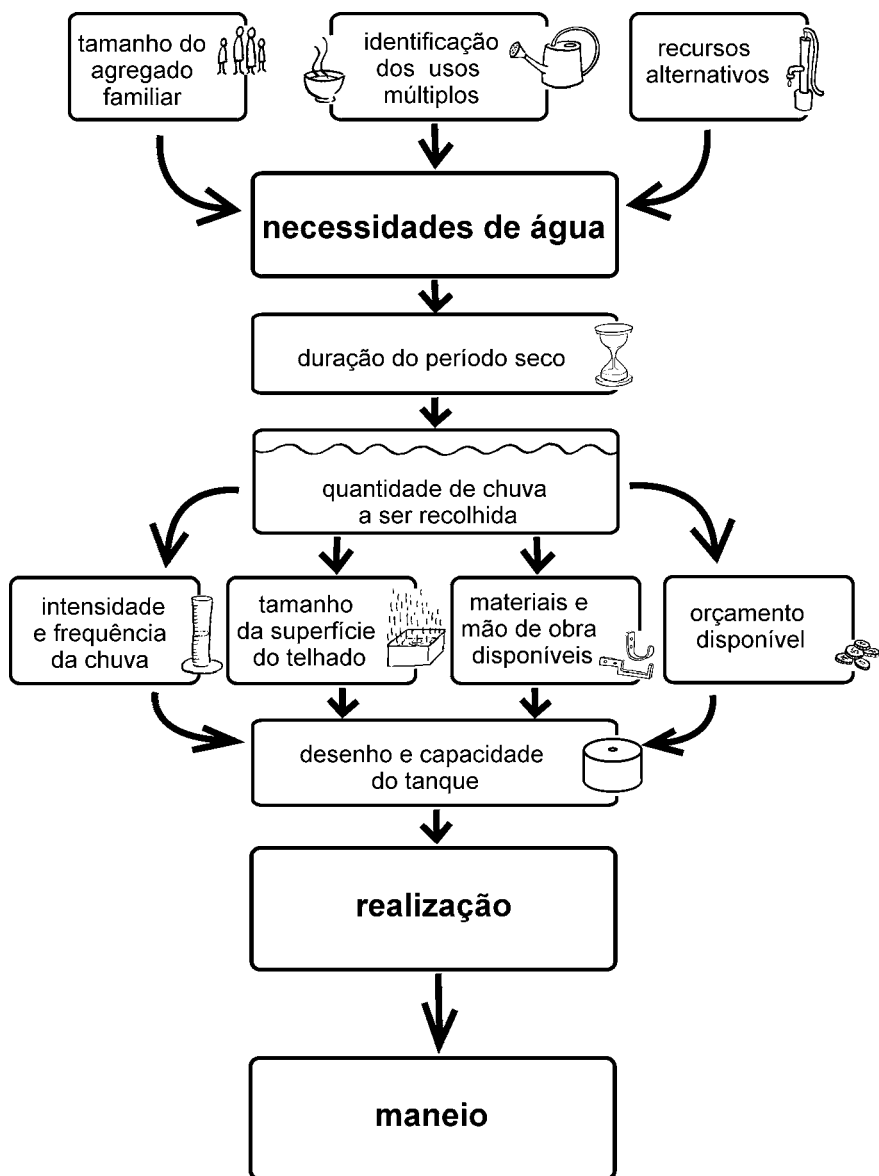 tamanho do
agregado
familiar
identificação
dos usos
múltiplos
recursos
alternativos
necessidades de água
duração do período seco
quantidade de chuva
a ser recolhida
intensidade
e frequência
da chuva
tamanho
da superfície
do telhado
materiais e
mão de obra
disponíveis
orçamento
disponível
desenho e capacidade
do tanque
realização
maneio